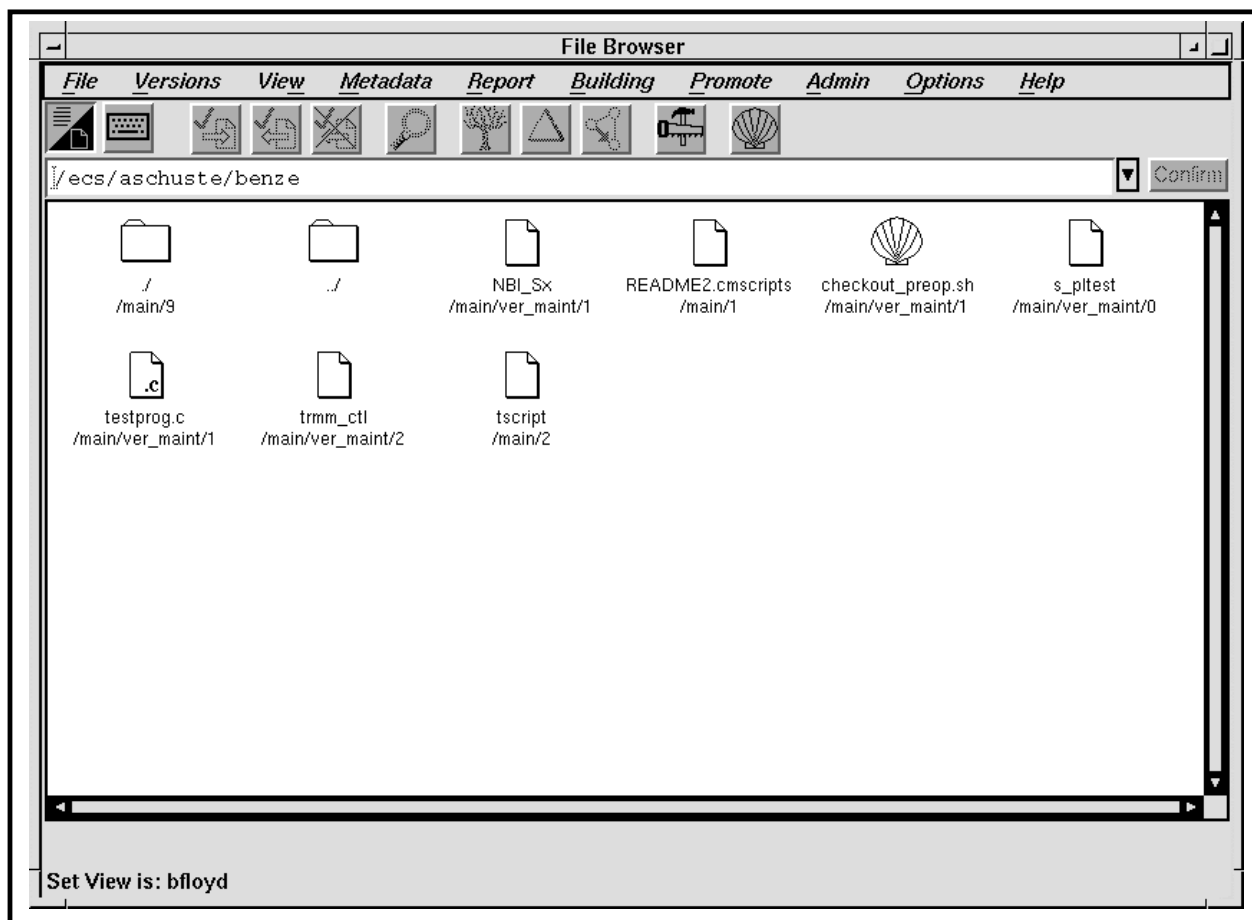 File Browser
File Versions View Metadata Report Building Promote Admin Options Help
/ecs/aschuste/benze Confirm
./ ../ NBI_Sx README2.cmscripts checkout_preop.sh s_pltest
/main/9 /main/ver_maint/1 /main/1 /main/ver_maint/1 /main/ver_maint/0
.c
testprog.c trmm_ctl tscript
/main/ver_maint/1 /main/ver_maint/2 /main/2
Set View is: bfloyd